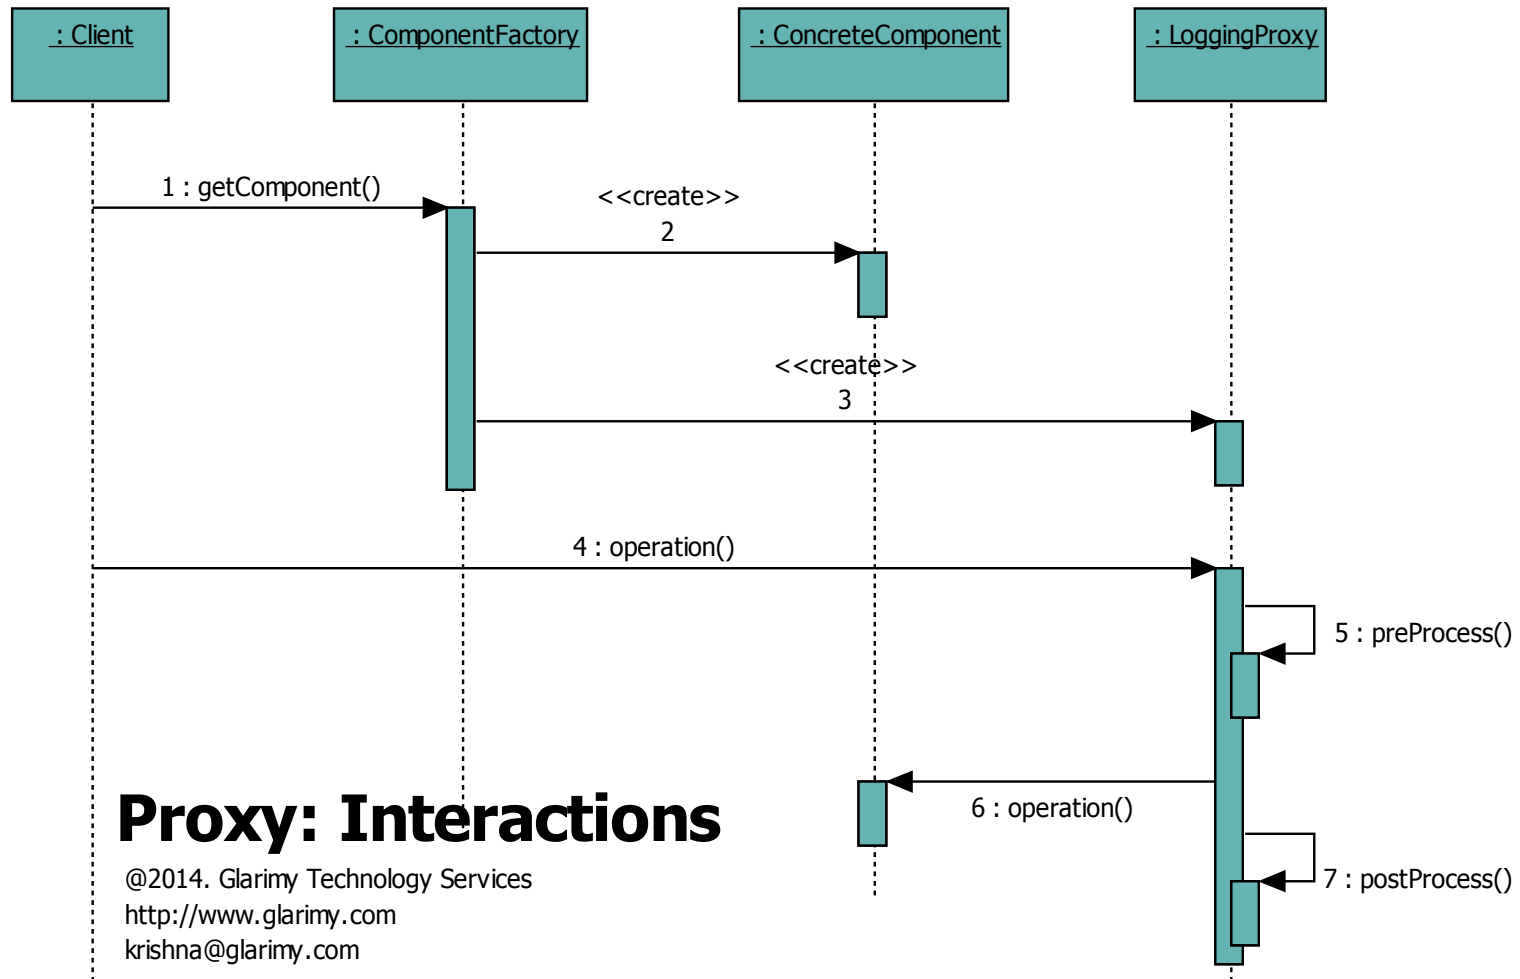 : Client
: ComponentFactory
: ConcreteComponent
: LoggingProxy
1 : getComponent()
<<create>>
2
<<create>>
3
4 : operation()
5 : preProcess()
6 : operation()
7 : postProcess()
Proxy: Interactions
@2014. Glarimy Technology Services
http://www.glarimy.com
krishna@glarimy.com